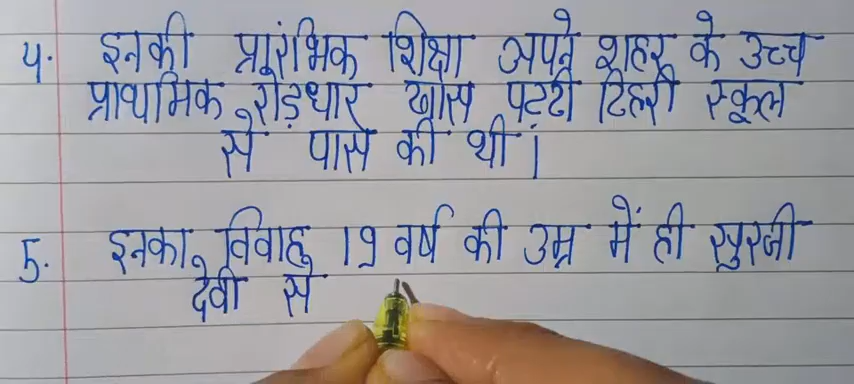 4. इनकी प्रारंभिक शिक्षा अपने शहर के उच्च
प्राथमिक रोड़धार खास पट्टी टिहरी स्कूल
से पास की थी।
5. इनका विवाह 19 वर्ष की उम्र में ही सुरजी
देवी से